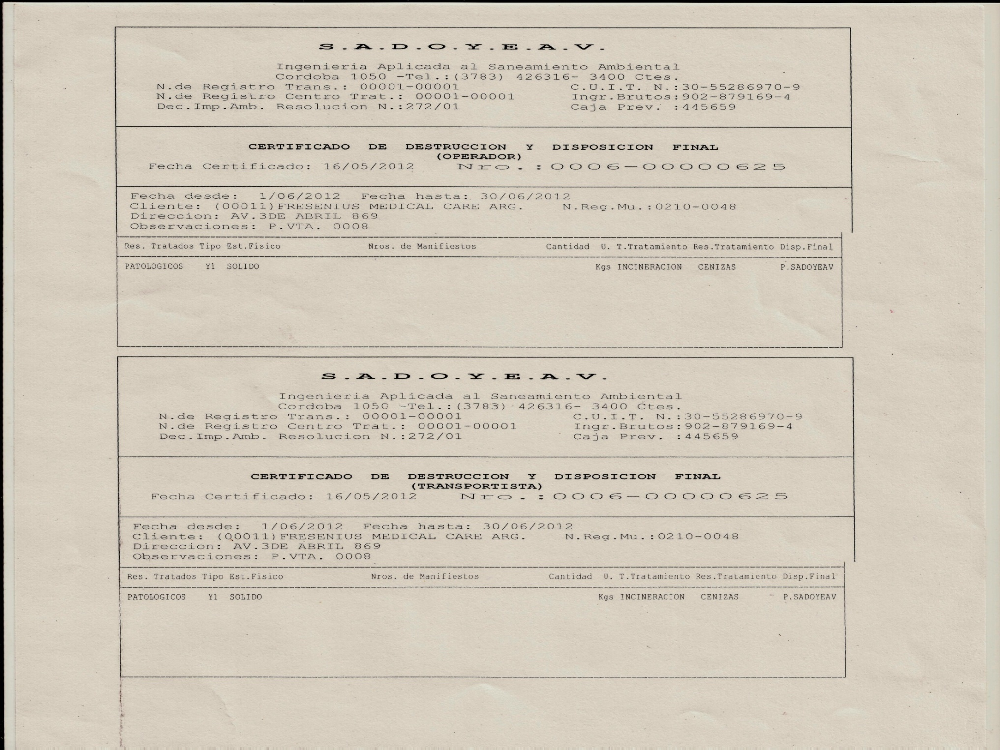 S.A.D.O.Y.E.A.V.
Ingenieria Aplicada al Saneamiento Ambiental
Cordoba 1050 -Tel.:(3783) 426316- 3400 Ctes.
N.de Registro Trans.: 00001-00001 C.U.I.T. N.:30-55286970-9
N.de Registro Centro Trat.: 00001-00001 Ingr.Brutos:902-879169-4
Dec.Imp.Amb. Resolucion N.:272/01 Caja Prev. :445659
CERTIFICADO DE DESTRUCCION Y DISPOSICION FINAL
(OPERADOR)
Fecha Certificado: 16/05/2012 Nro.:0006-00000625
Fecha desde: 1/06/2012 Fecha hasta: 30/06/2012
Cliente: (00011)FRESENIUS MEDICAL CARE ARG. N.Reg.Mu.:0210-0048
Direccion: AV.3DE ABRIL 869
Observaciones: P.VTA. 0008
Res. Tratados Tipo Est.Fisico Nros. de Manifiestos Cantidad U. T.Tratamiento Res.Tratamiento Disp.Final
PATOLOGICOS Y1 SOLIDO Kgs INCINERACION CENIZAS P.SADOYEAV
S.A.D.O.Y.E.A.V.
Ingenieria Aplicada al Saneamiento Ambiental
Cordoba 1050 -Tel.:(3783) 426316- 3400 Ctes.
N.de Registro Trans.: 00001-00001 C.U.I.T. N.:30-55286970-9
N.de Registro Centro Trat.: 00001-00001 Ingr.Brutos:902-879169-4
Dec.Imp.Amb. Resolucion N.:272/01 Caja Prev. :445659
CERTIFICADO DE DESTRUCCION Y DISPOSICION FINAL
(TRANSPORTISTA)
Fecha Certificado: 16/05/2012 Nro.:0006-00000625
Fecha desde: 1/06/2012 Fecha hasta: 30/06/2012
Cliente: (00011)FRESENIUS MEDICAL CARE ARG. N.Reg.Mu.:0210-0048
Direccion: AV.3DE ABRIL 869
Observaciones: P.VTA. 0008
Res. Tratados Tipo Est.Fisico Nros. de Manifiestos Cantidad U. T.Tratamiento Res.Tratamiento Disp.Final
PATOLOGICOS Y1 SOLIDO Kgs INCINERACION CENIZAS P.SADOYEAV